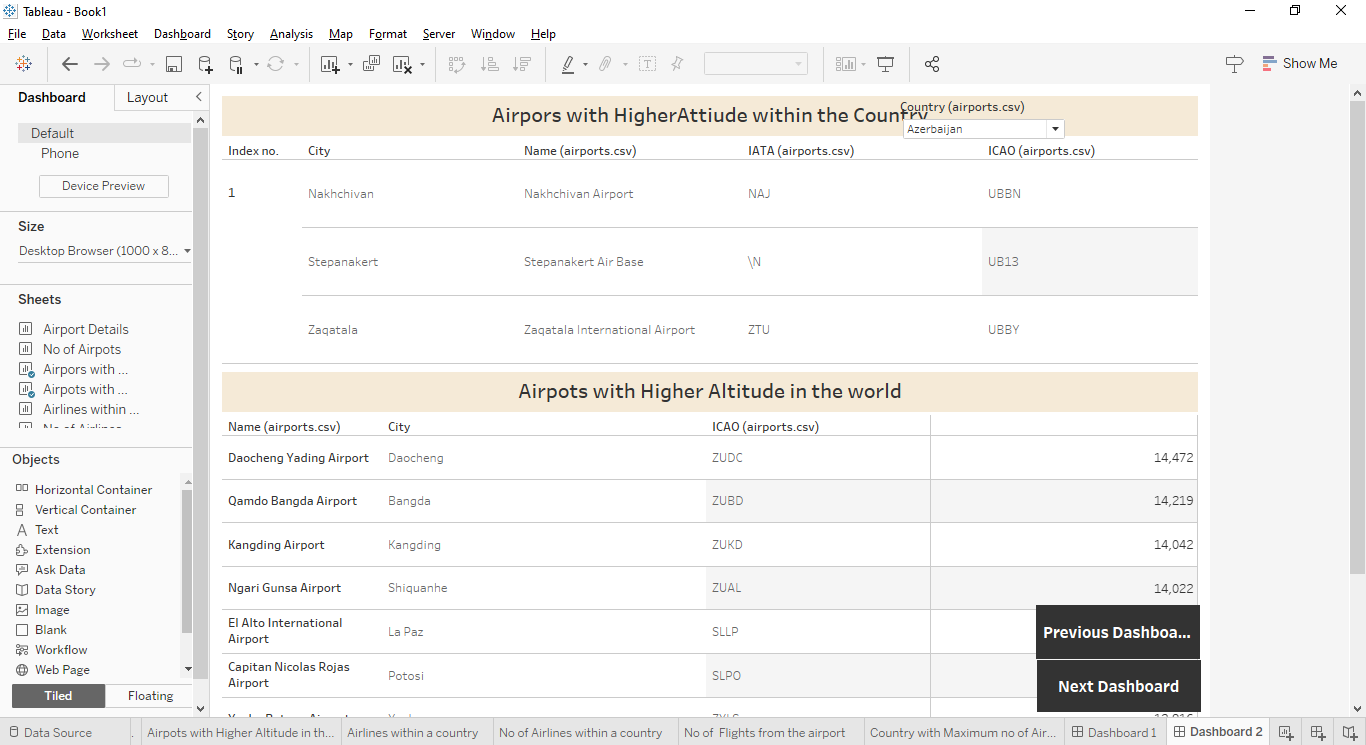 Tableau - Book1
File Data Worksheet Dashboard Story Analysis Map Format Server Window Help
Show Me
Dashboard Layout
Default
Phone
Device Preview
Size
Desktop Browser (1000 x 8...
Sheets
Airport Details
No of Airpots
Airpors with ...
Airpots with ...
Airlines within ...
No of Airlines
Objects
Horizontal Container
Vertical Container
Text
Extension
Ask Data
Data Story
Image
Blank
Workflow
Web Page
Tiled Floating
Airpors with HigherAttiude within the Country
Country (airports.csv)
Azerbaijan
Index no. City Name (airports.csv) IATA (airports.csv) ICAO (airports.csv)
1 Nakhchivan Nakhchivan Airport NAJ UBBN
Stepanakert Stepanakert Air Base \N UB13
Zaqatala Zaqatala International Airport ZTU UBBY
Airpots with Higher Altitude in the world
Name (airports.csv) City ICAO (airports.csv)
Daocheng Yading Airport Daocheng ZUDC 14,472
Qamdo Bangda Airport Bangda ZUBD 14,219
Kangding Airport Kangding ZUKD 14,042
Ngari Gunsa Airport Shiquanhe ZUAL 14,022
El Alto International
Airport La Paz SLLP
Capitan Nicolas Rojas
Airport Potosi SLPO
Previous Dashboa...
Next Dashboard
Data Source Airpots with Higher Altitude in th... Airlines within a country No of Airlines within a country No of Flights from the airport Country with Maximum no of Air... Dashboard 1 Dashboard 2